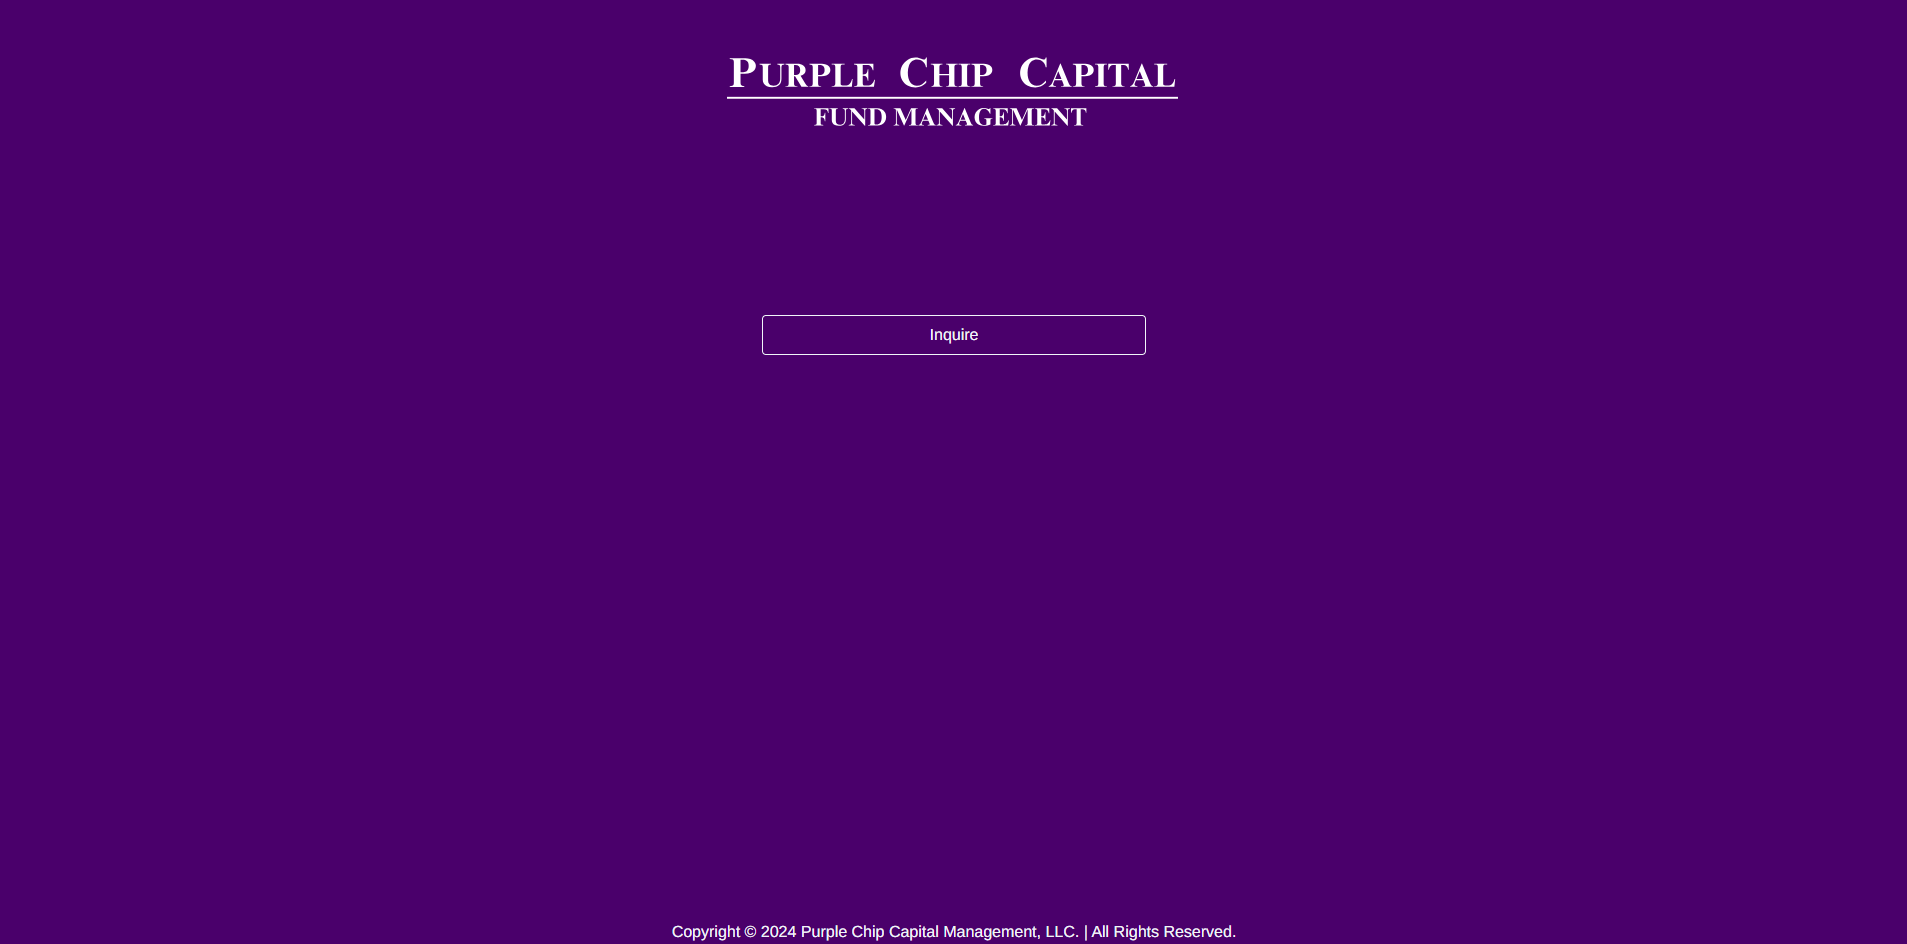 PURPLE CHIP CAPITAL
FUND MANAGEMENT
Inquire
Copyright © 2024 Purple Chip Capital Management, LLC. | All Rights Reserved.